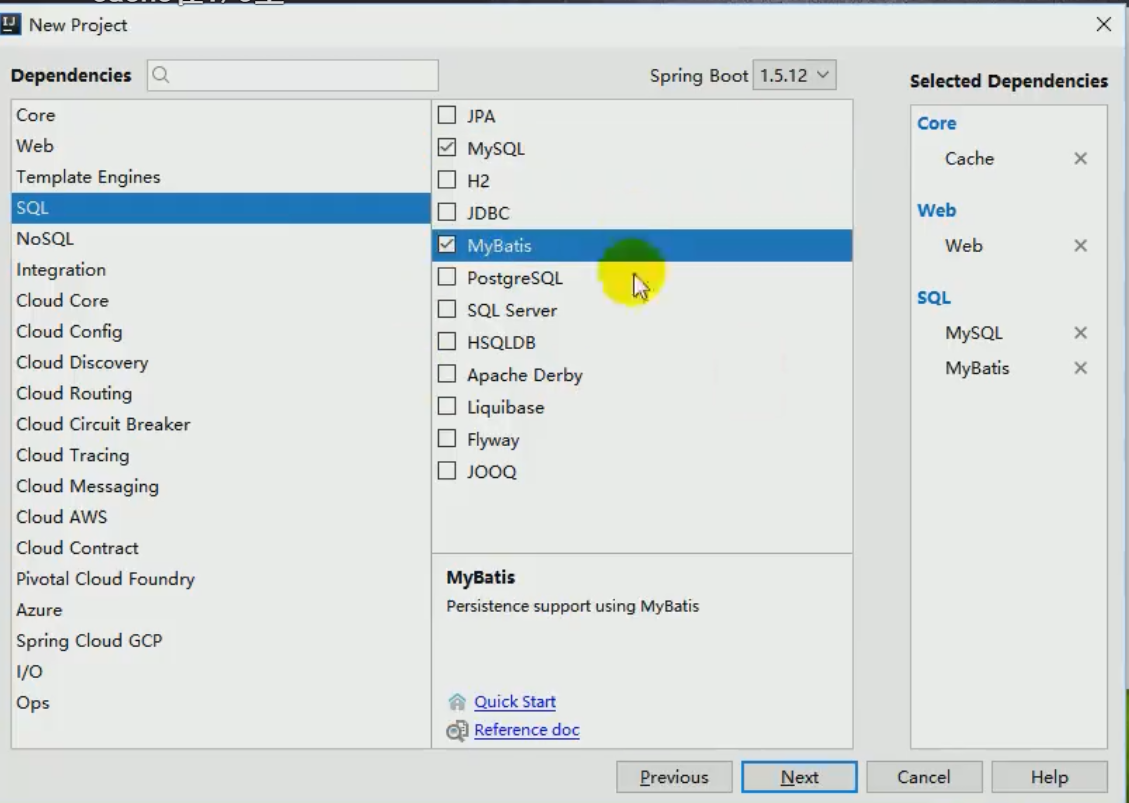 New Project
Dependencies
Spring Boot 1.5.12
Selected Dependencies
Core
Web
Template Engines
SQL
NoSQL
Integration
Cloud Core
Cloud Config
Cloud Discovery
Cloud Routing
Cloud Circuit Breaker
Cloud Tracing
Cloud Messaging
Cloud AWS
Cloud Contract
Pivotal Cloud Foundry
Azure
Spring Cloud GCP
I/O
Ops
JPA
MySQL
H2
JDBC
MyBatis
PostgreSQL
SQL Server
HSQLDB
Apache Derby
Liquibase
Flyway
JOOQ
MyBatis
Persistence support using MyBatis
Quick Start
Reference doc
Core
Cache
Web
Web
SQL
MySQL
MyBatis
Previous
Next
Cancel
Help